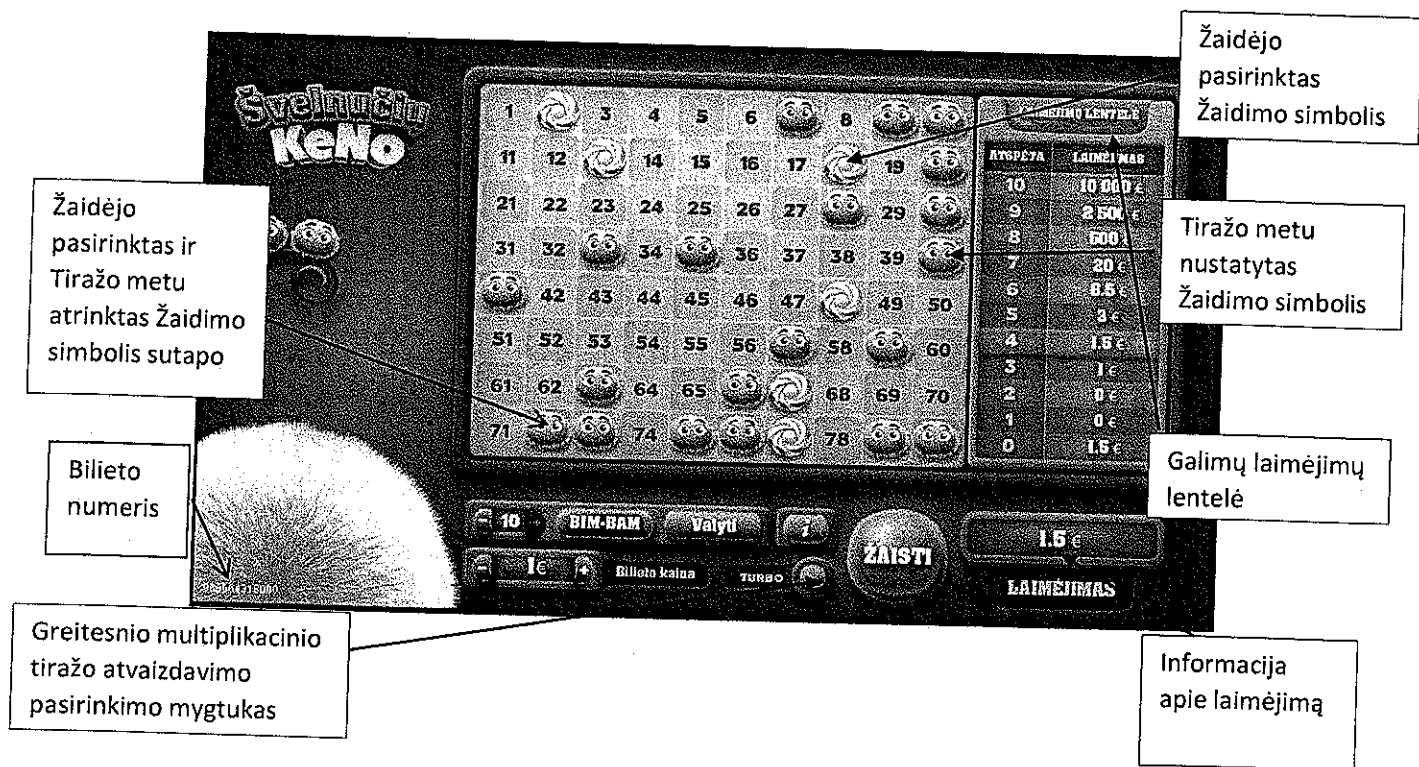 Žaidėjo
pasirinktas
Žaidimo simbolis
Švelnučių
KeNo
1 3 4 5 6 8
11 12 14 15 16 17 19
21 22 23 24 25 26 27 29
31 32 34 36 37 38 39
42 43 44 45 46 47 49 50
51 52 53 54 55 56 58 60
61 62 64 65 68 69 70
71 74 78
LENTELĖ
ATSPĖTA LAIMĖJIMAS
10 10 000 €
9 2 500 €
8 500 €
7 20 €
6 6.5 €
5 3 €
4 1.5 €
3 1 €
2 0 €
1 0 €
0 1.5 €
Žaidėjo
pasirinktas ir
Tiražo metu
atrinktas Žaidimo
simbolis sutapo
Tiražo metu
nustatytas
Žaidimo simbolis
Galimų laimėjimų
lentelė
Bilieto
numeris
- 10 BIM-BAM Valyti i
- 1€ + Bilieto kaina TURBO
ŽAISTI
1.5 €
LAIMĖJIMAS
Greitesnio multiplikacinio
tiražo atvaizdavimo
pasirinkimo mygtukas
Informacija
apie laimėjimą